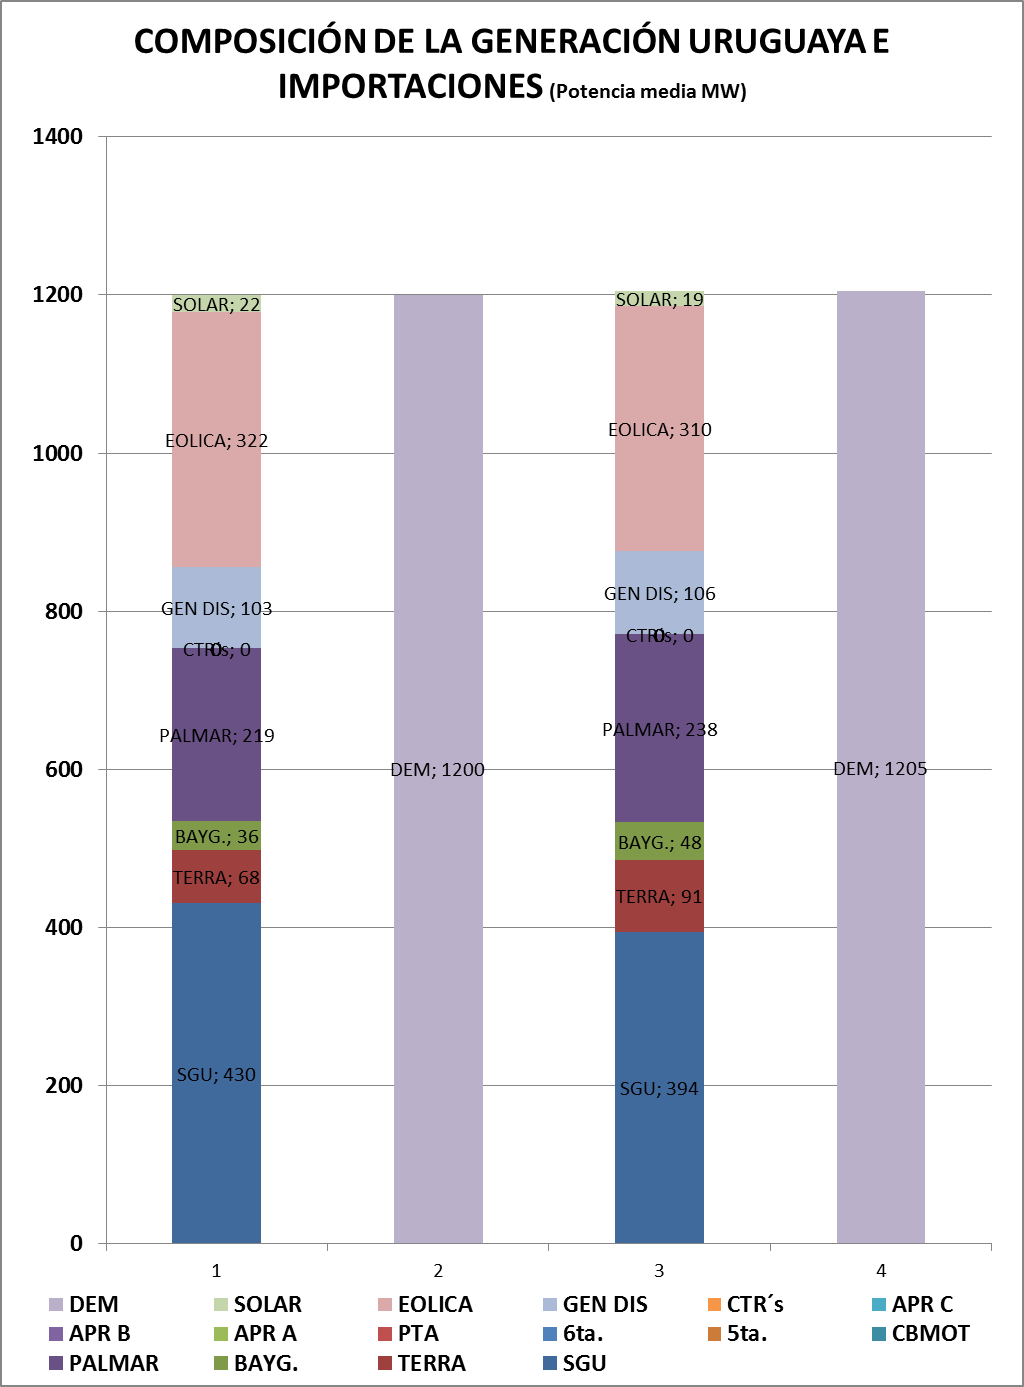 COMPOSICIÓN DE LA GENERACIÓN URUGUAYA E
IMPORTACIONES (Potencia media MW)
1400
1200
1000
800
600
400
200
0
SOLAR; 22
EOLICA; 322
GEN DIS; 103
CTR´s; 0
PALMAR; 219
BAYG.; 36
TERRA; 68
SGU; 430
DEM; 1200
SOLAR; 19
EOLICA; 310
GEN DIS; 106
CTR´s; 0
PALMAR; 238
BAYG.; 48
TERRA; 91
SGU; 394
DEM; 1205
1 2 3 4
DEM SOLAR EOLICA GEN DIS CTR´s APR C
APR B APR A PTA 6ta. 5ta. CBMOT
PALMAR BAYG. TERRA SGU